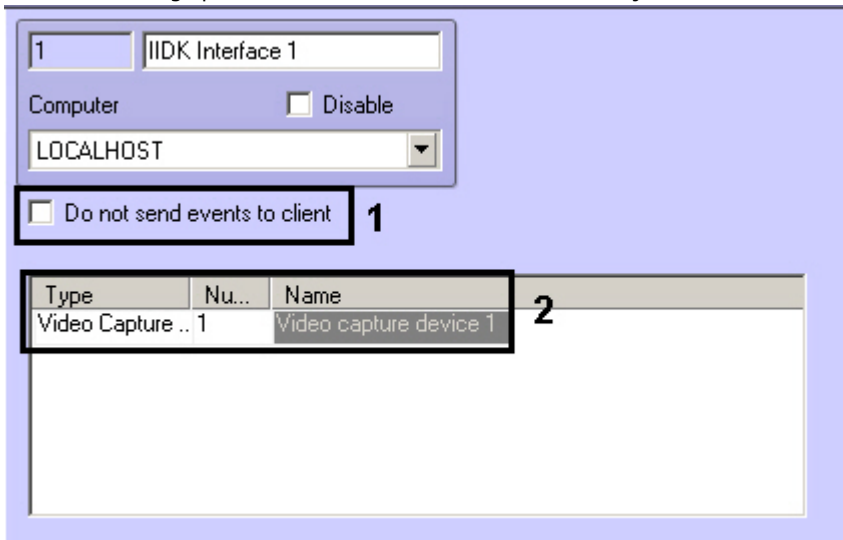 1 IIDK Interface 1
Computer Disable
LOCALHOST
Do not send events to client 1
Type Nu... Name
Video Capture .. 1 Video capture device 1
2